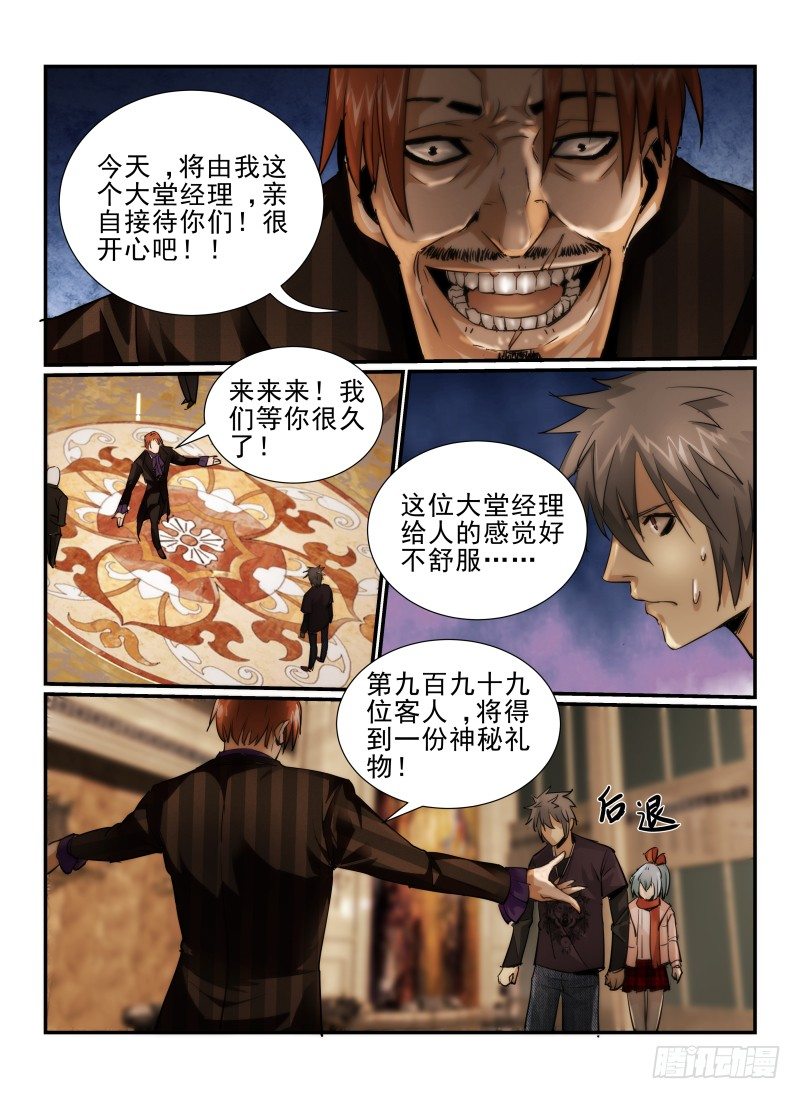 今天,将由我这
个大堂经理,亲
自接待你们!很
开心吧!!
来来来!我
们等你很久
了!
这位大堂经理
给人的感觉好
不舒服……
第九百九十九
位客人,将得
到一份神秘礼
物!
后退
腾讯动漫